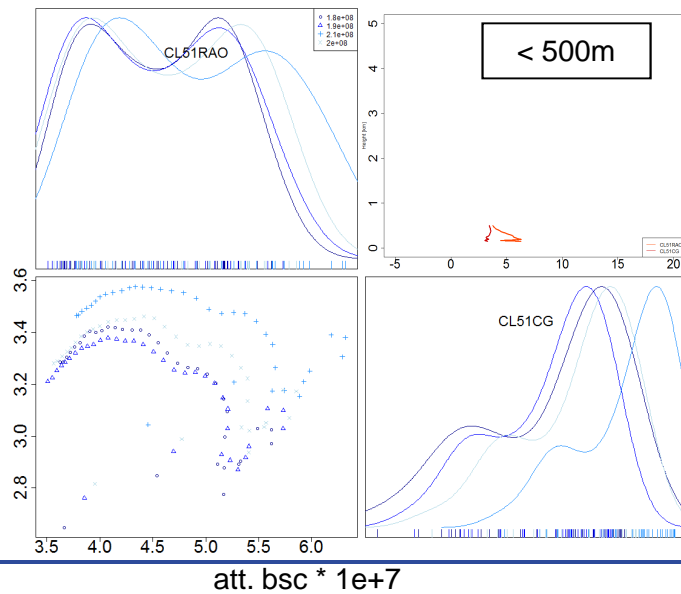 CL51RAO
1.8e+08
1.9e+08
2.1e+08
2e+08
< 500m
Height [km]
5
4
3
2
1
0
CL51RAO
CL51CG
-5 0 5 10 15 20
3.6
3.4
3.2
3.0
2.8
3.5 4.0 4.5 5.0 5.5 6.0
CL51CG
att. bsc * 1e+7